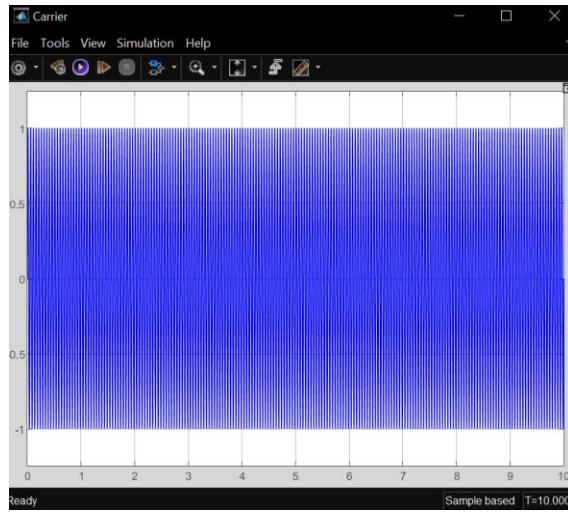 Carrier
File Tools View Simulation Help
1
0.5
0
-0.5
-1
0 1 2 3 4 5 6 7 8 9 10
Ready Sample based T=10.000